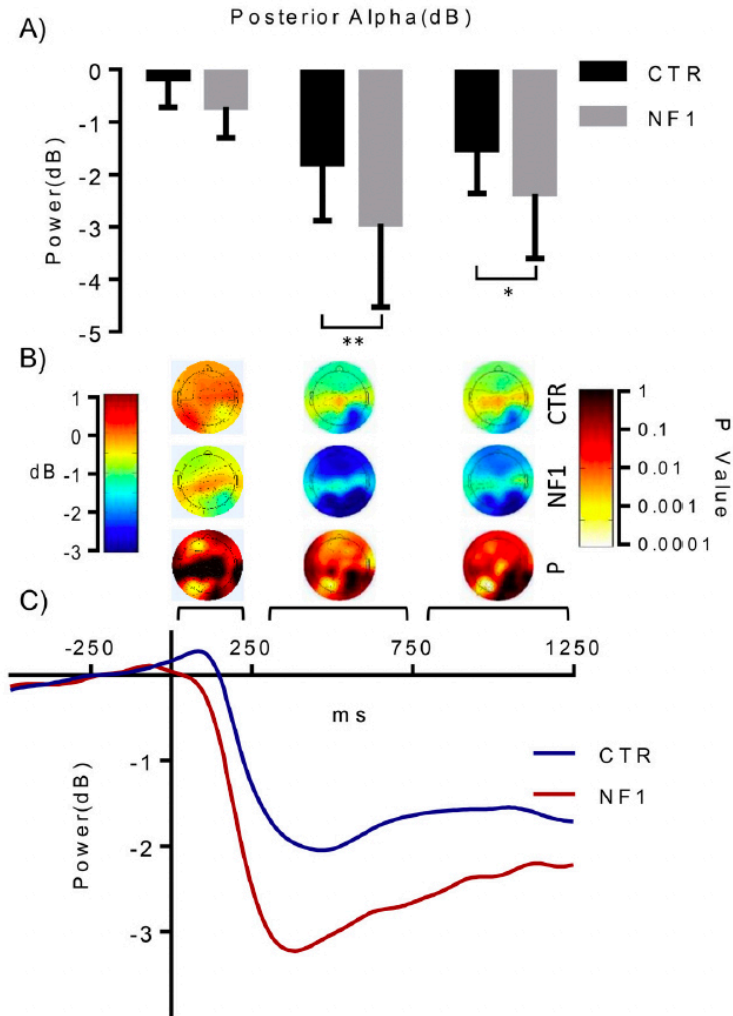 Posterior Alpha(dB)
A)
0
-1
-2
-3
-4
-5
Power(dB)
CTR
NF1
**
*
B)
1
0
-1
-2
-3
dB
CTR
NF1
P
1
0.1
0.01
0.001
0.0001
P Value
C)
-250 250 750 1250
ms
-1
-2
-3
Power(dB)
CTR
NF1